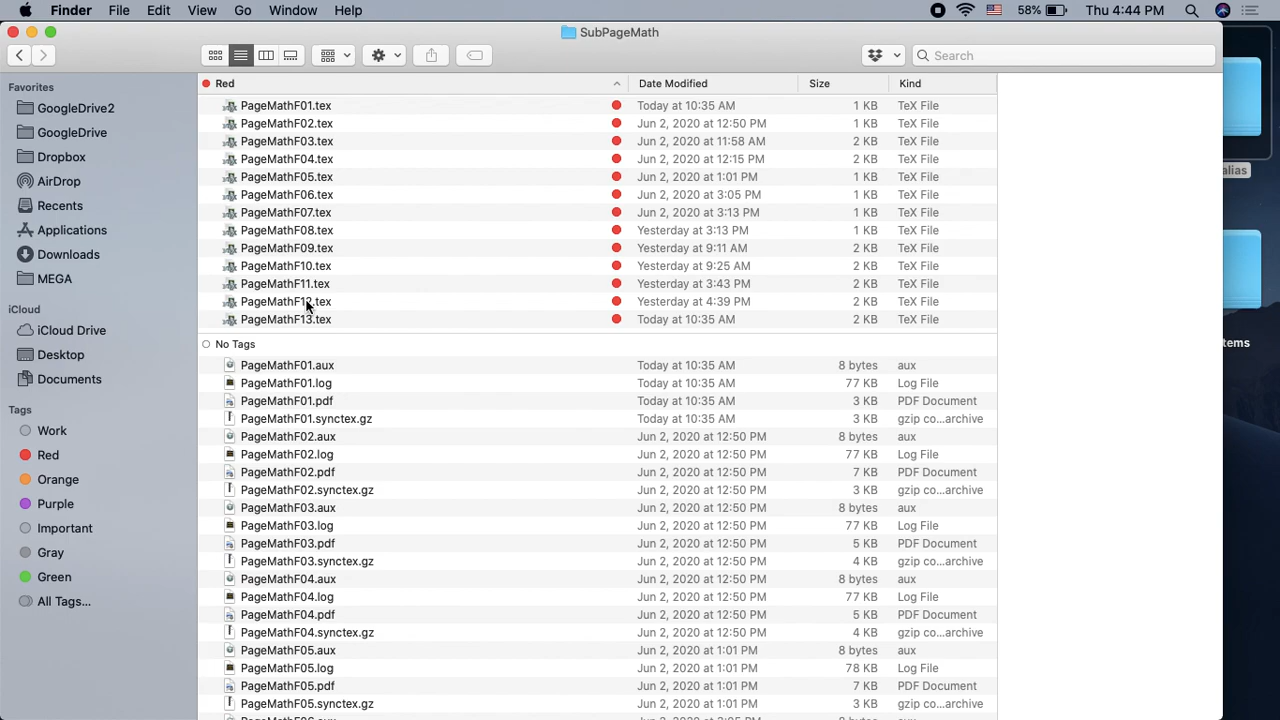 Finder File Edit View Go Window Help 58% Thu 4:44 PM
SubPageMath
Search
Favorites
GoogleDrive2
GoogleDrive
Dropbox
AirDrop
Recents
Applications
Downloads
MEGA
iCloud
iCloud Drive
Desktop
Documents
Tags
Work
Red
Orange
Purple
Important
Gray
Green
All Tags...
Red Date Modified Size Kind
PageMathF01.tex Today at 10:35 AM 1 KB TeX File
PageMathF02.tex Jun 2, 2020 at 12:50 PM 1 KB TeX File
PageMathF03.tex Jun 2, 2020 at 11:58 AM 2 KB TeX File
PageMathF04.tex Jun 2, 2020 at 12:15 PM 2 KB TeX File
PageMathF05.tex Jun 2, 2020 at 1:01 PM 1 KB TeX File
PageMathF06.tex Jun 2, 2020 at 3:05 PM 1 KB TeX File
PageMathF07.tex Jun 2, 2020 at 3:13 PM 1 KB TeX File
PageMathF08.tex Yesterday at 3:13 PM 1 KB TeX File
PageMathF09.tex Yesterday at 9:11 AM 2 KB TeX File
PageMathF10.tex Yesterday at 9:25 AM 2 KB TeX File
PageMathF11.tex Yesterday at 3:43 PM 2 KB TeX File
PageMathF12.tex Yesterday at 4:39 PM 2 KB TeX File
PageMathF13.tex Today at 10:35 AM 2 KB TeX File
No Tags
PageMathF01.aux Today at 10:35 AM 8 bytes aux
PageMathF01.log Today at 10:35 AM 77 KB Log File
PageMathF01.pdf Today at 10:35 AM 3 KB PDF Document
PageMathF01.synctex.gz Today at 10:35 AM 3 KB gzip co...archive
PageMathF02.aux Jun 2, 2020 at 12:50 PM 8 bytes aux
PageMathF02.log Jun 2, 2020 at 12:50 PM 77 KB Log File
PageMathF02.pdf Jun 2, 2020 at 12:50 PM 7 KB PDF Document
PageMathF02.synctex.gz Jun 2, 2020 at 12:50 PM 3 KB gzip co...archive
PageMathF03.aux Jun 2, 2020 at 12:50 PM 8 bytes aux
PageMathF03.log Jun 2, 2020 at 12:50 PM 77 KB Log File
PageMathF03.pdf Jun 2, 2020 at 12:50 PM 5 KB PDF Document
PageMathF03.synctex.gz Jun 2, 2020 at 12:50 PM 4 KB gzip co...archive
PageMathF04.aux Jun 2, 2020 at 12:50 PM 8 bytes aux
PageMathF04.log Jun 2, 2020 at 12:50 PM 77 KB Log File
PageMathF04.pdf Jun 2, 2020 at 12:50 PM 5 KB PDF Document
PageMathF04.synctex.gz Jun 2, 2020 at 12:50 PM 4 KB gzip co...archive
PageMathF05.aux Jun 2, 2020 at 1:01 PM 8 bytes aux
PageMathF05.log Jun 2, 2020 at 1:01 PM 78 KB Log File
PageMathF05.pdf Jun 2, 2020 at 1:01 PM 7 KB PDF Document
PageMathF05.synctex.gz Jun 2, 2020 at 1:01 PM 3 KB gzip co...archive
alias
tems